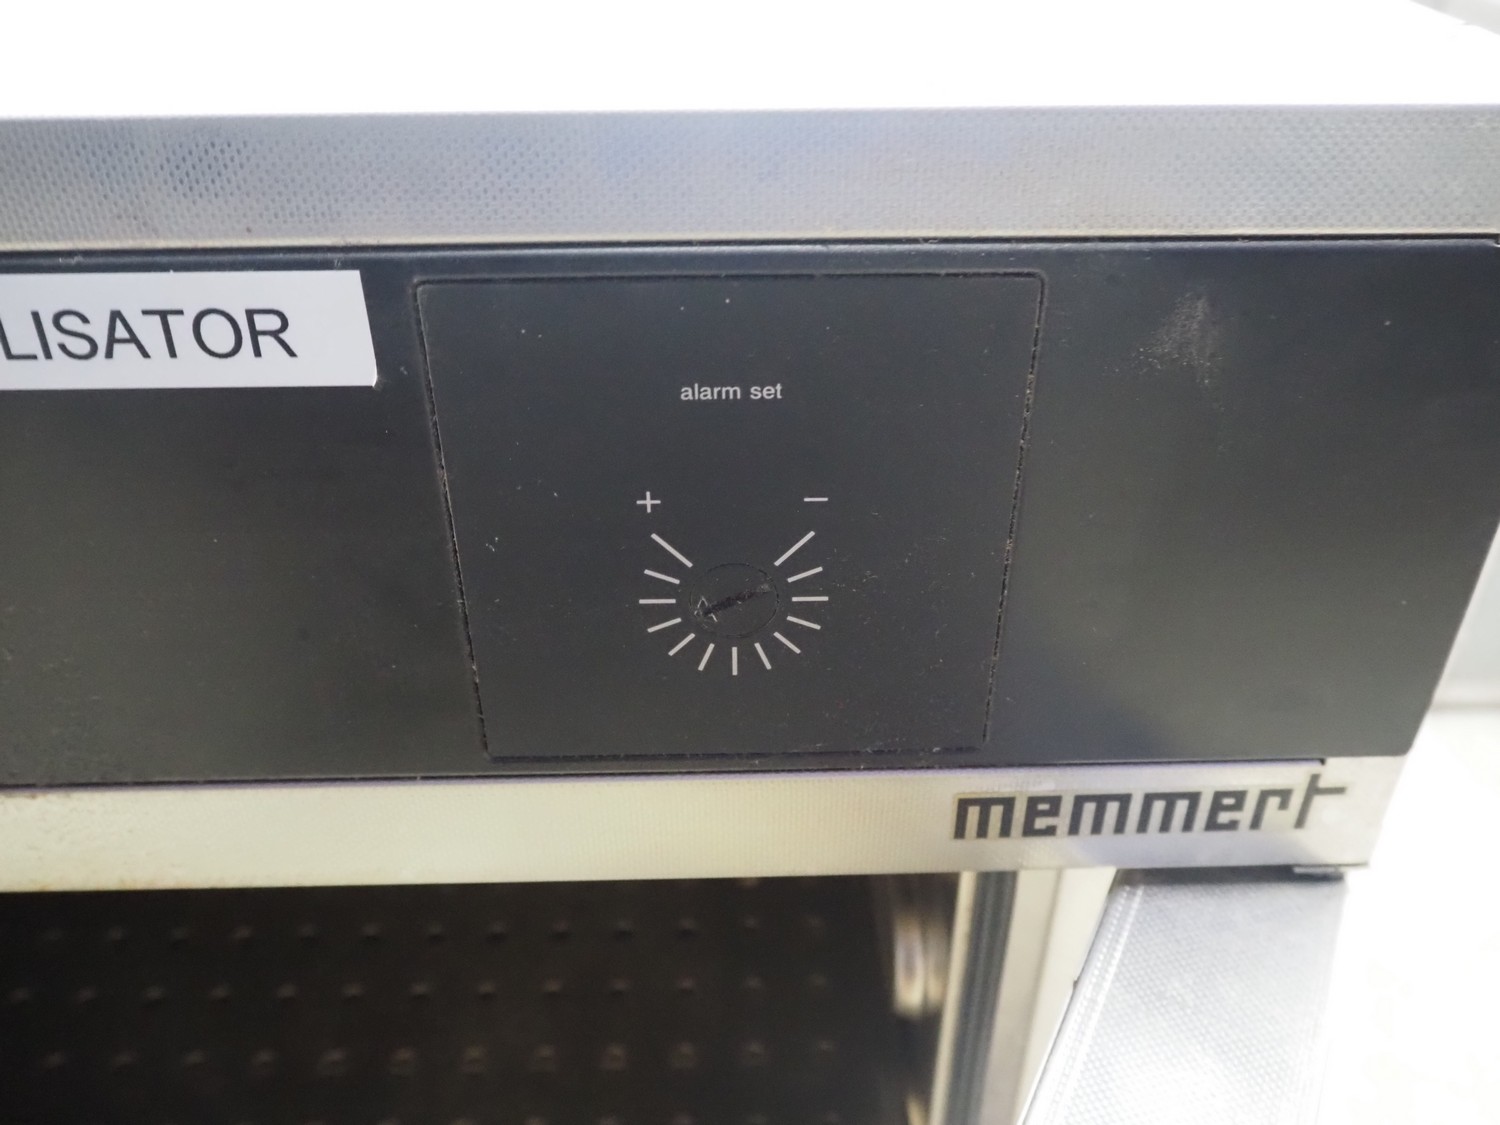 LISATOR
alarm set
+ −
memmert